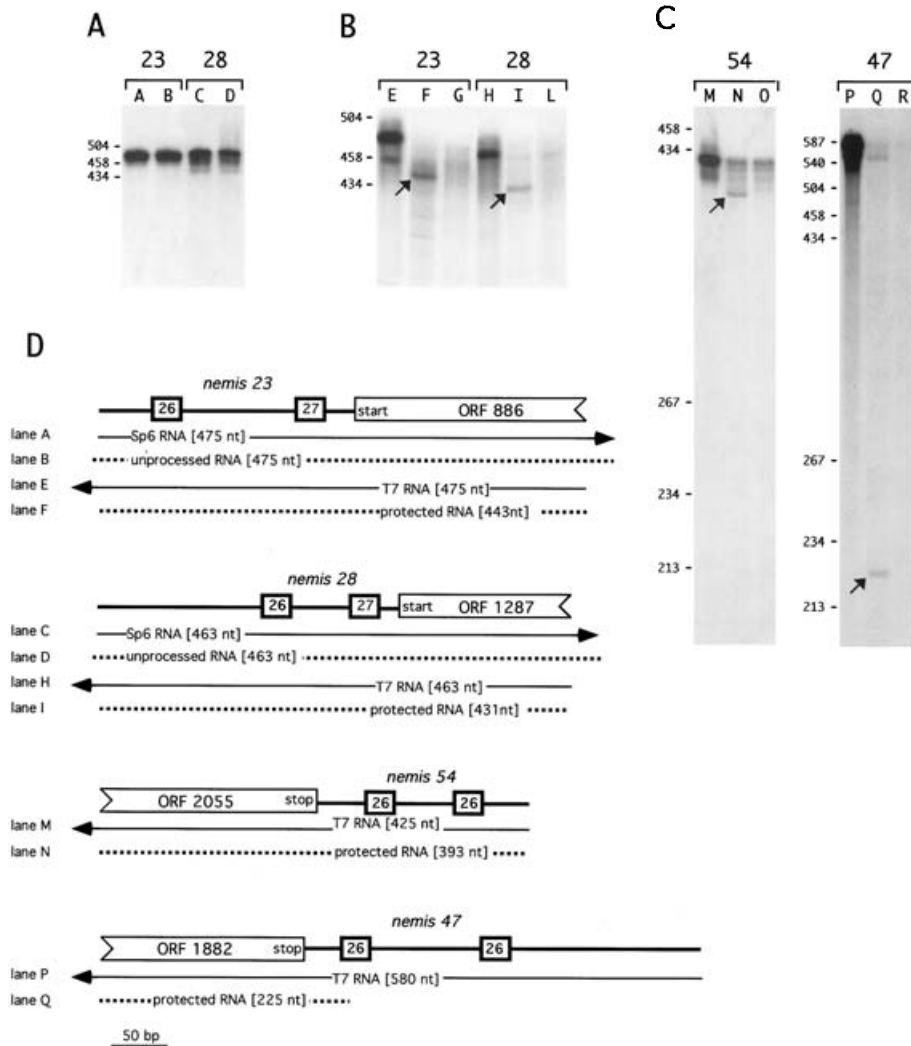 A
23 28
A B C D
504 -
458 -
434 -
B
23 28
E F G H I L
504 -
458 -
434 -
C
54
M N O
458 -
434 -
267 -
234 -
213 -
47
P Q R
587 -
540 -
504 -
458 -
434 -
267 -
234 -
213 -
D
nemis 23
26 27 start ORF 886
lane A Sp6 RNA [475 nt]
lane B unprocessed RNA [475 nt]
lane E T7 RNA [475 nt]
lane F protected RNA [443nt]
nemis 28
26 27 start ORF 1287
lane C Sp6 RNA [463 nt]
lane D unprocessed RNA [463 nt]
lane H T7 RNA [463 nt]
lane I protected RNA [431nt]
nemis 54
ORF 2055 stop 26 26
lane M T7 RNA [425 nt]
lane N protected RNA [393 nt]
nemis 47
ORF 1882 stop 26 26
lane P T7 RNA [580 nt]
lane Q protected RNA [225 nt]
50 bp